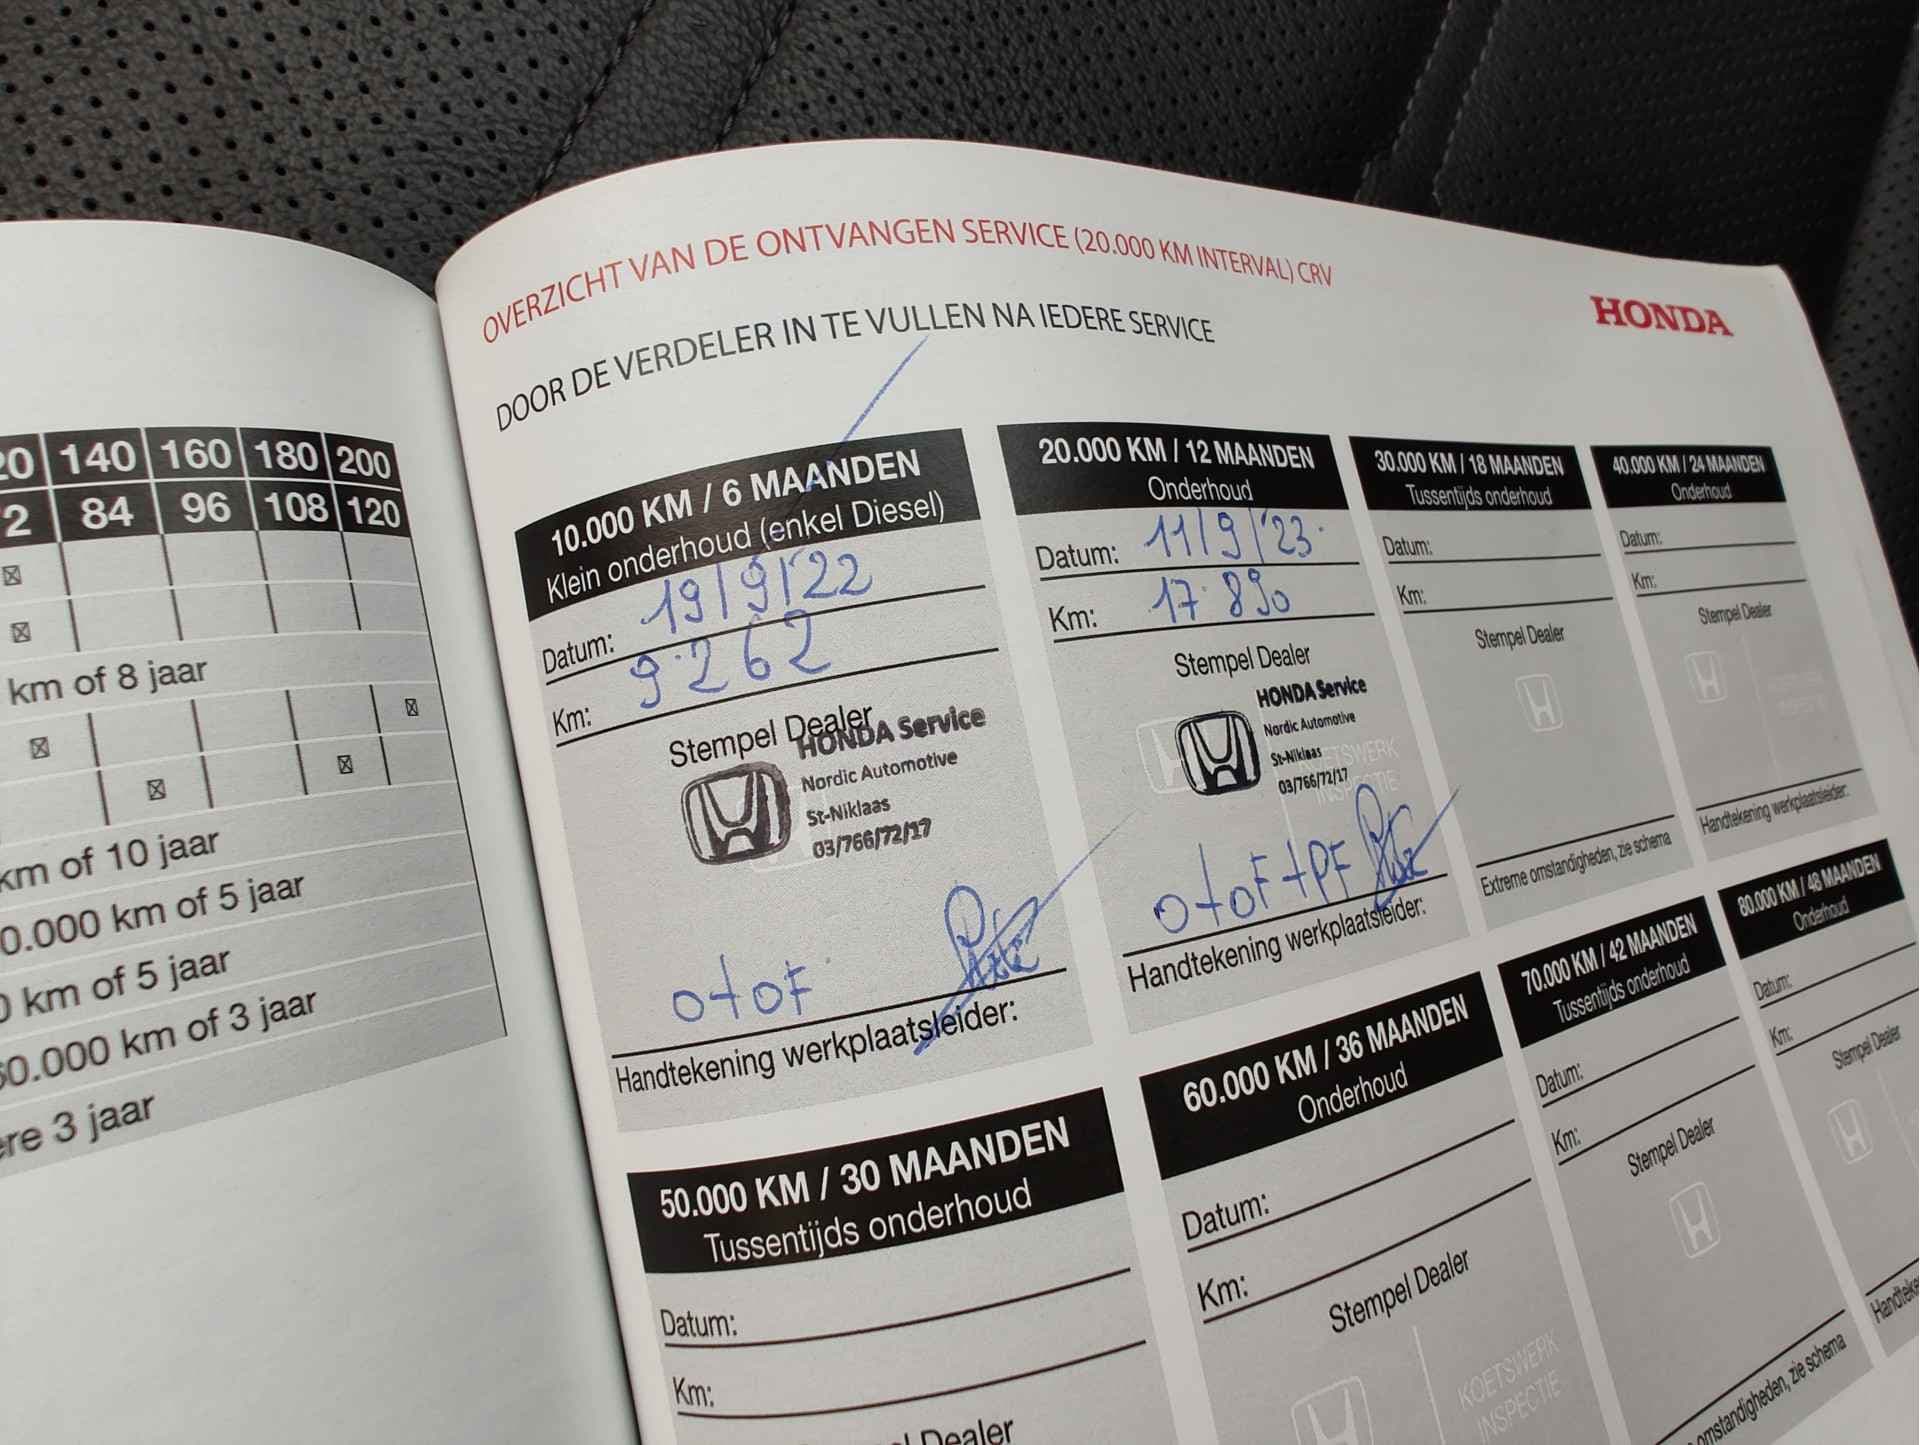 140 160 180 200
84 96 108 120
km of 8 jaar
km of 10 jaar
0.000 km of 5 jaar
km of 5 jaar
0.000 km of 3 jaar
3 jaar
OVERZICHT VAN DE ONTVANGEN SERVICE (20.000 KM INTERVAL) CRV
HONDA
DOOR DE VERDELER IN TE VULLEN NA IEDERE SERVICE
10.000 KM / 6 MAANDEN
Klein onderhoud (enkel Diesel)
Datum: 19/9/'22
Km: 9.262
Stempel Dealer
HONDA Service
Nordic Automotive
St-Niklaas
03/766/72/17
O+OF
Handtekening werkplaatsleider:
20.000 KM / 12 MAANDEN
Onderhoud
Datum: 11/9/'23.
Km: 17.890
Stempel Dealer
HONDA Service
Nordic Automotive
St-Niklaas
03/766/72/17
KOETSWERK
INSPECTIE
O+OF+PF
Handtekening werkplaatsleider:
30.000 KM / 18 MAANDEN
Tussentijds onderhoud
Datum:
Km:
Stempel Dealer
Extreme omstandigheden, zie schema
40.000 KM / 24 MAANDEN
Onderhoud
Datum:
Km:
Stempel Dealer
Handtekening werkplaatsleider:
50.000 KM / 30 MAANDEN
Tussentijds onderhoud
Datum:
Km:
Dealer
60.000 KM / 36 MAANDEN
Onderhoud
Datum:
Km:
Stempel Dealer
KOETSWERK
INSPECTIE
70.000 KM / 42 MAANDEN
Tussentijds onderhoud
Datum:
Km:
Stempel Dealer
omstandigheden, zie schema
80.000 KM / 48 MAANDEN
Onderhoud
Datum:
Km:
Stempel Dealer